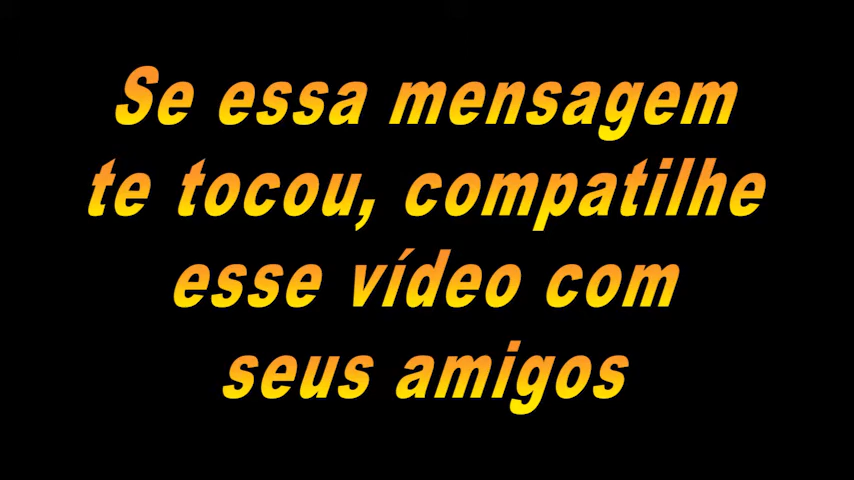 Se essa mensagem
te tocou, compatilhe
esse vídeo com
seus amigos